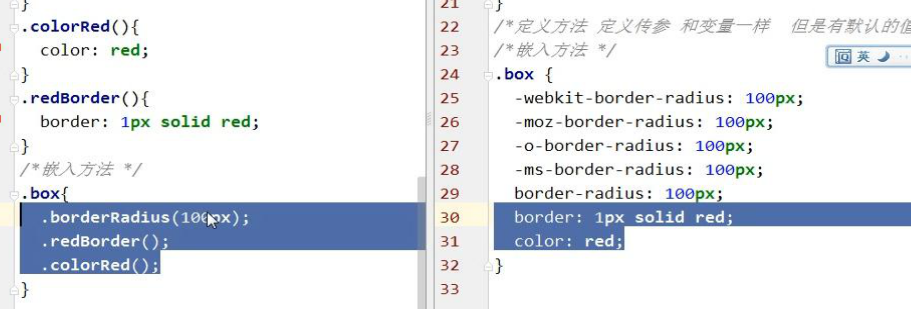 }
.colorRed(){
color: red;
}
.redBorder(){
border: 1px solid red;
}
/*嵌入方法 */
.box{
.borderRadius(100px);
.redBorder();
.colorRed();
}
21 }
22 /*定义方法 定义传参 和变量一样 但是有默认的值
23 /*嵌入方法 */
24 .box {
25 -webkit-border-radius: 100px;
26 -moz-border-radius: 100px;
27 -o-border-radius: 100px;
28 -ms-border-radius: 100px;
29 border-radius: 100px;
30 border: 1px solid red;
31 color: red;
32 }
33
英